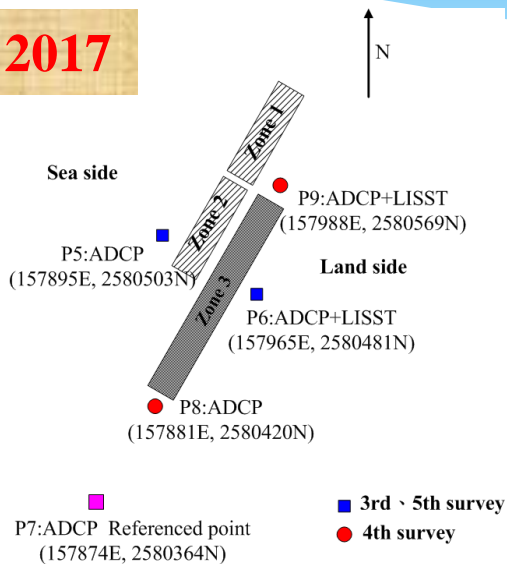 2017
N
Zone 1
Sea side
Zone 2
P9:ADCP+LISST
(157988E, 2580569N)
P5:ADCP
(157895E, 2580503N)
Land side
Zone 3
P6:ADCP+LISST
(157965E, 2580481N)
P8:ADCP
(157881E, 2580420N)
P7:ADCP Referenced point
(157874E, 2580364N)
3rd、5th survey
4th survey